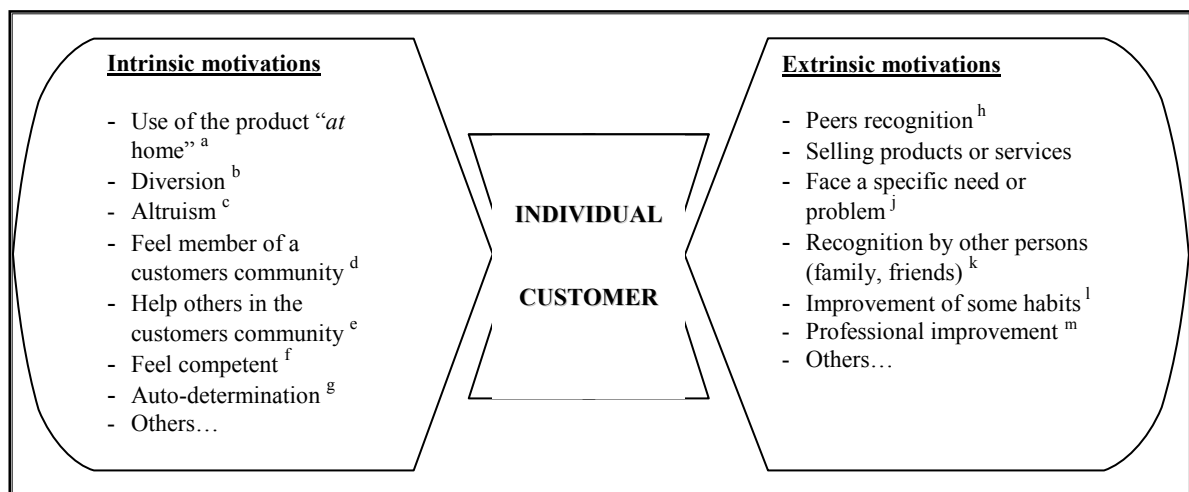 Intrinsic motivations
- Use of the product “at
home” a
- Diversion b
- Altruism c
- Feel member of a
customers community d
- Help others in the
customers community e
- Feel competent f
- Auto-determination g
- Others…
INDIVIDUAL
CUSTOMER
Extrinsic motivations
- Peers recognition h
- Selling products or services
- Face a specific need or
problem j
- Recognition by other persons
(family, friends) k
- Improvement of some habits l
- Professional improvement m
- Others…